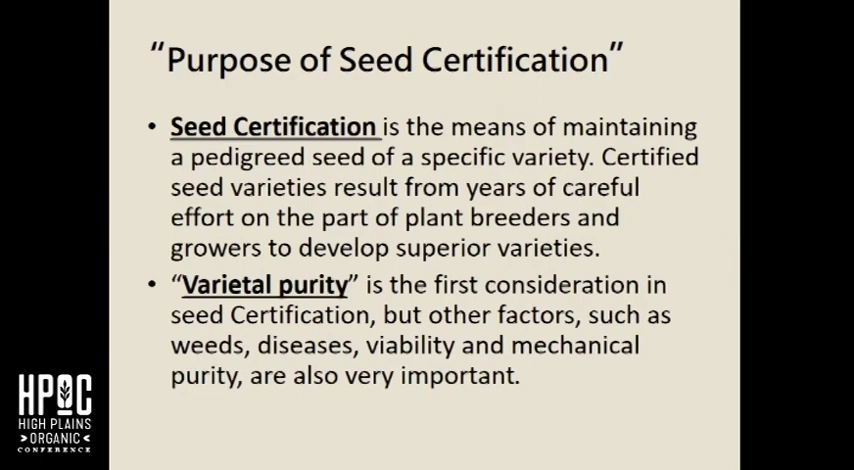 “Purpose of Seed Certification”
• Seed Certification is the means of maintaining
a pedigreed seed of a specific variety. Certified
seed varieties result from years of careful
effort on the part of plant breeders and
growers to develop superior varieties.
• “Varietal purity” is the first consideration in
seed Certification, but other factors, such as
weeds, diseases, viability and mechanical
purity, are also very important.
HPOC
HIGH PLAINS
>ORGANIC<
CONFERENCE